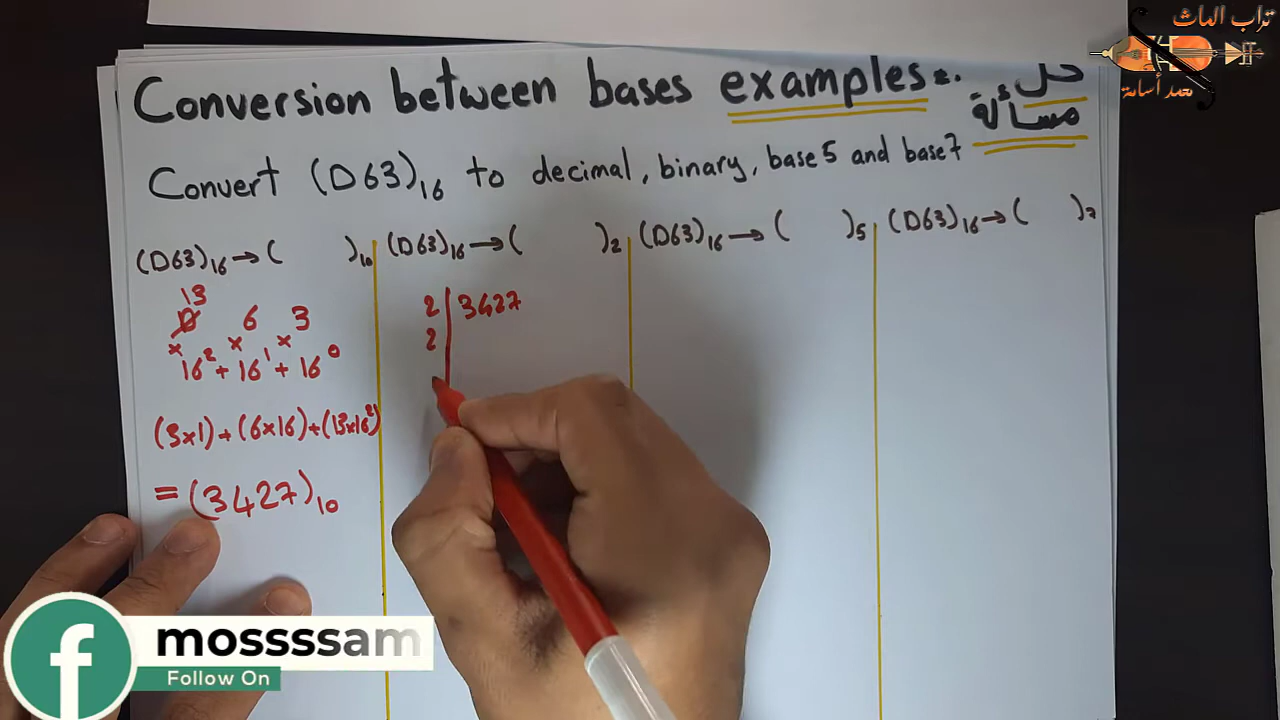 تراب الماث
محمد أسامة
Conversion between bases examples:.
حل
مسألة
Convert (D63)₁₆ to decimal, binary, base 5 and base 7
(D63)₁₆ → ( )₁₀ (D63)₁₆ → ( )₂ (D63)₁₆ → ( )₅ (D63)₁₆ → ( )₇
13
D 6 3
× × ×
16² + 16¹ + 16⁰
(3×1) + (6×16) + (13×16²)
= (3427)₁₀
2 | 3427
2 |
mossssam
Follow On